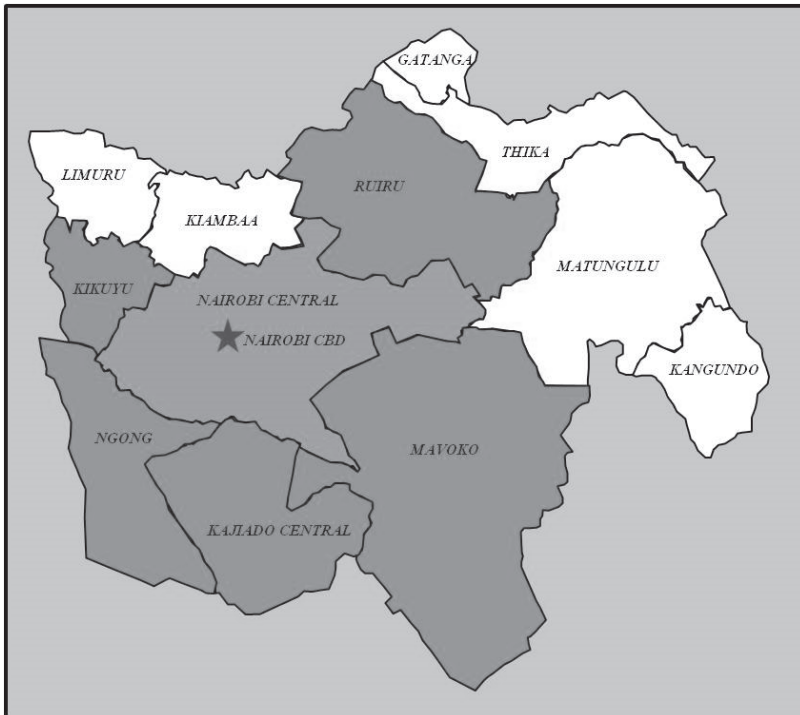 GATANGA
THIKA
LIMURU
RUIRU
KIAMBAA
MATUNGULU
KIKUYU
NAIROBI CENTRAL
NAIROBI CBD
KANGUNDO
NGONG
MAVOKO
KAJIADO CENTRAL